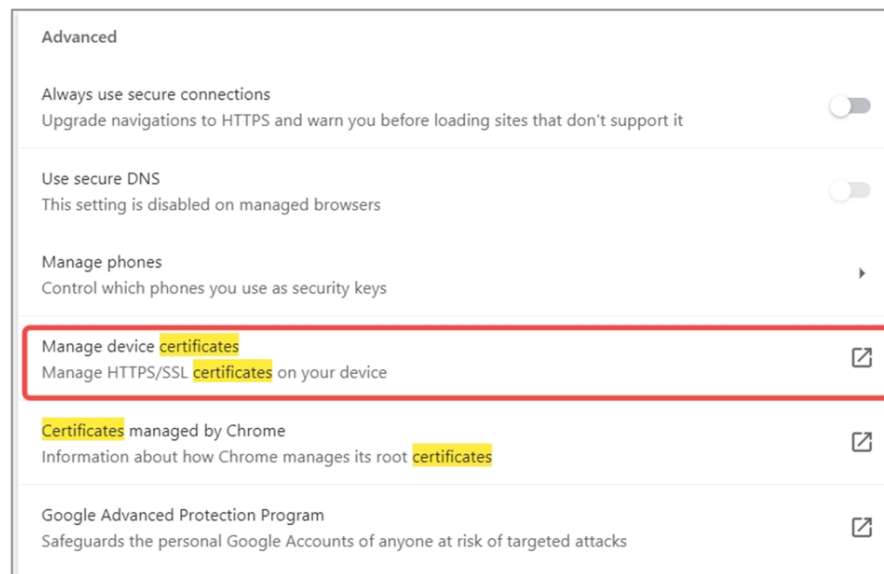 Advanced
Always use secure connections
Upgrade navigations to HTTPS and warn you before loading sites that don't support it
Use secure DNS
This setting is disabled on managed browsers
Manage phones
Control which phones you use as security keys
Manage device certificates
Manage HTTPS/SSL certificates on your device
Certificates managed by Chrome
Information about how Chrome manages its root certificates
Google Advanced Protection Program
Safeguards the personal Google Accounts of anyone at risk of targeted attacks